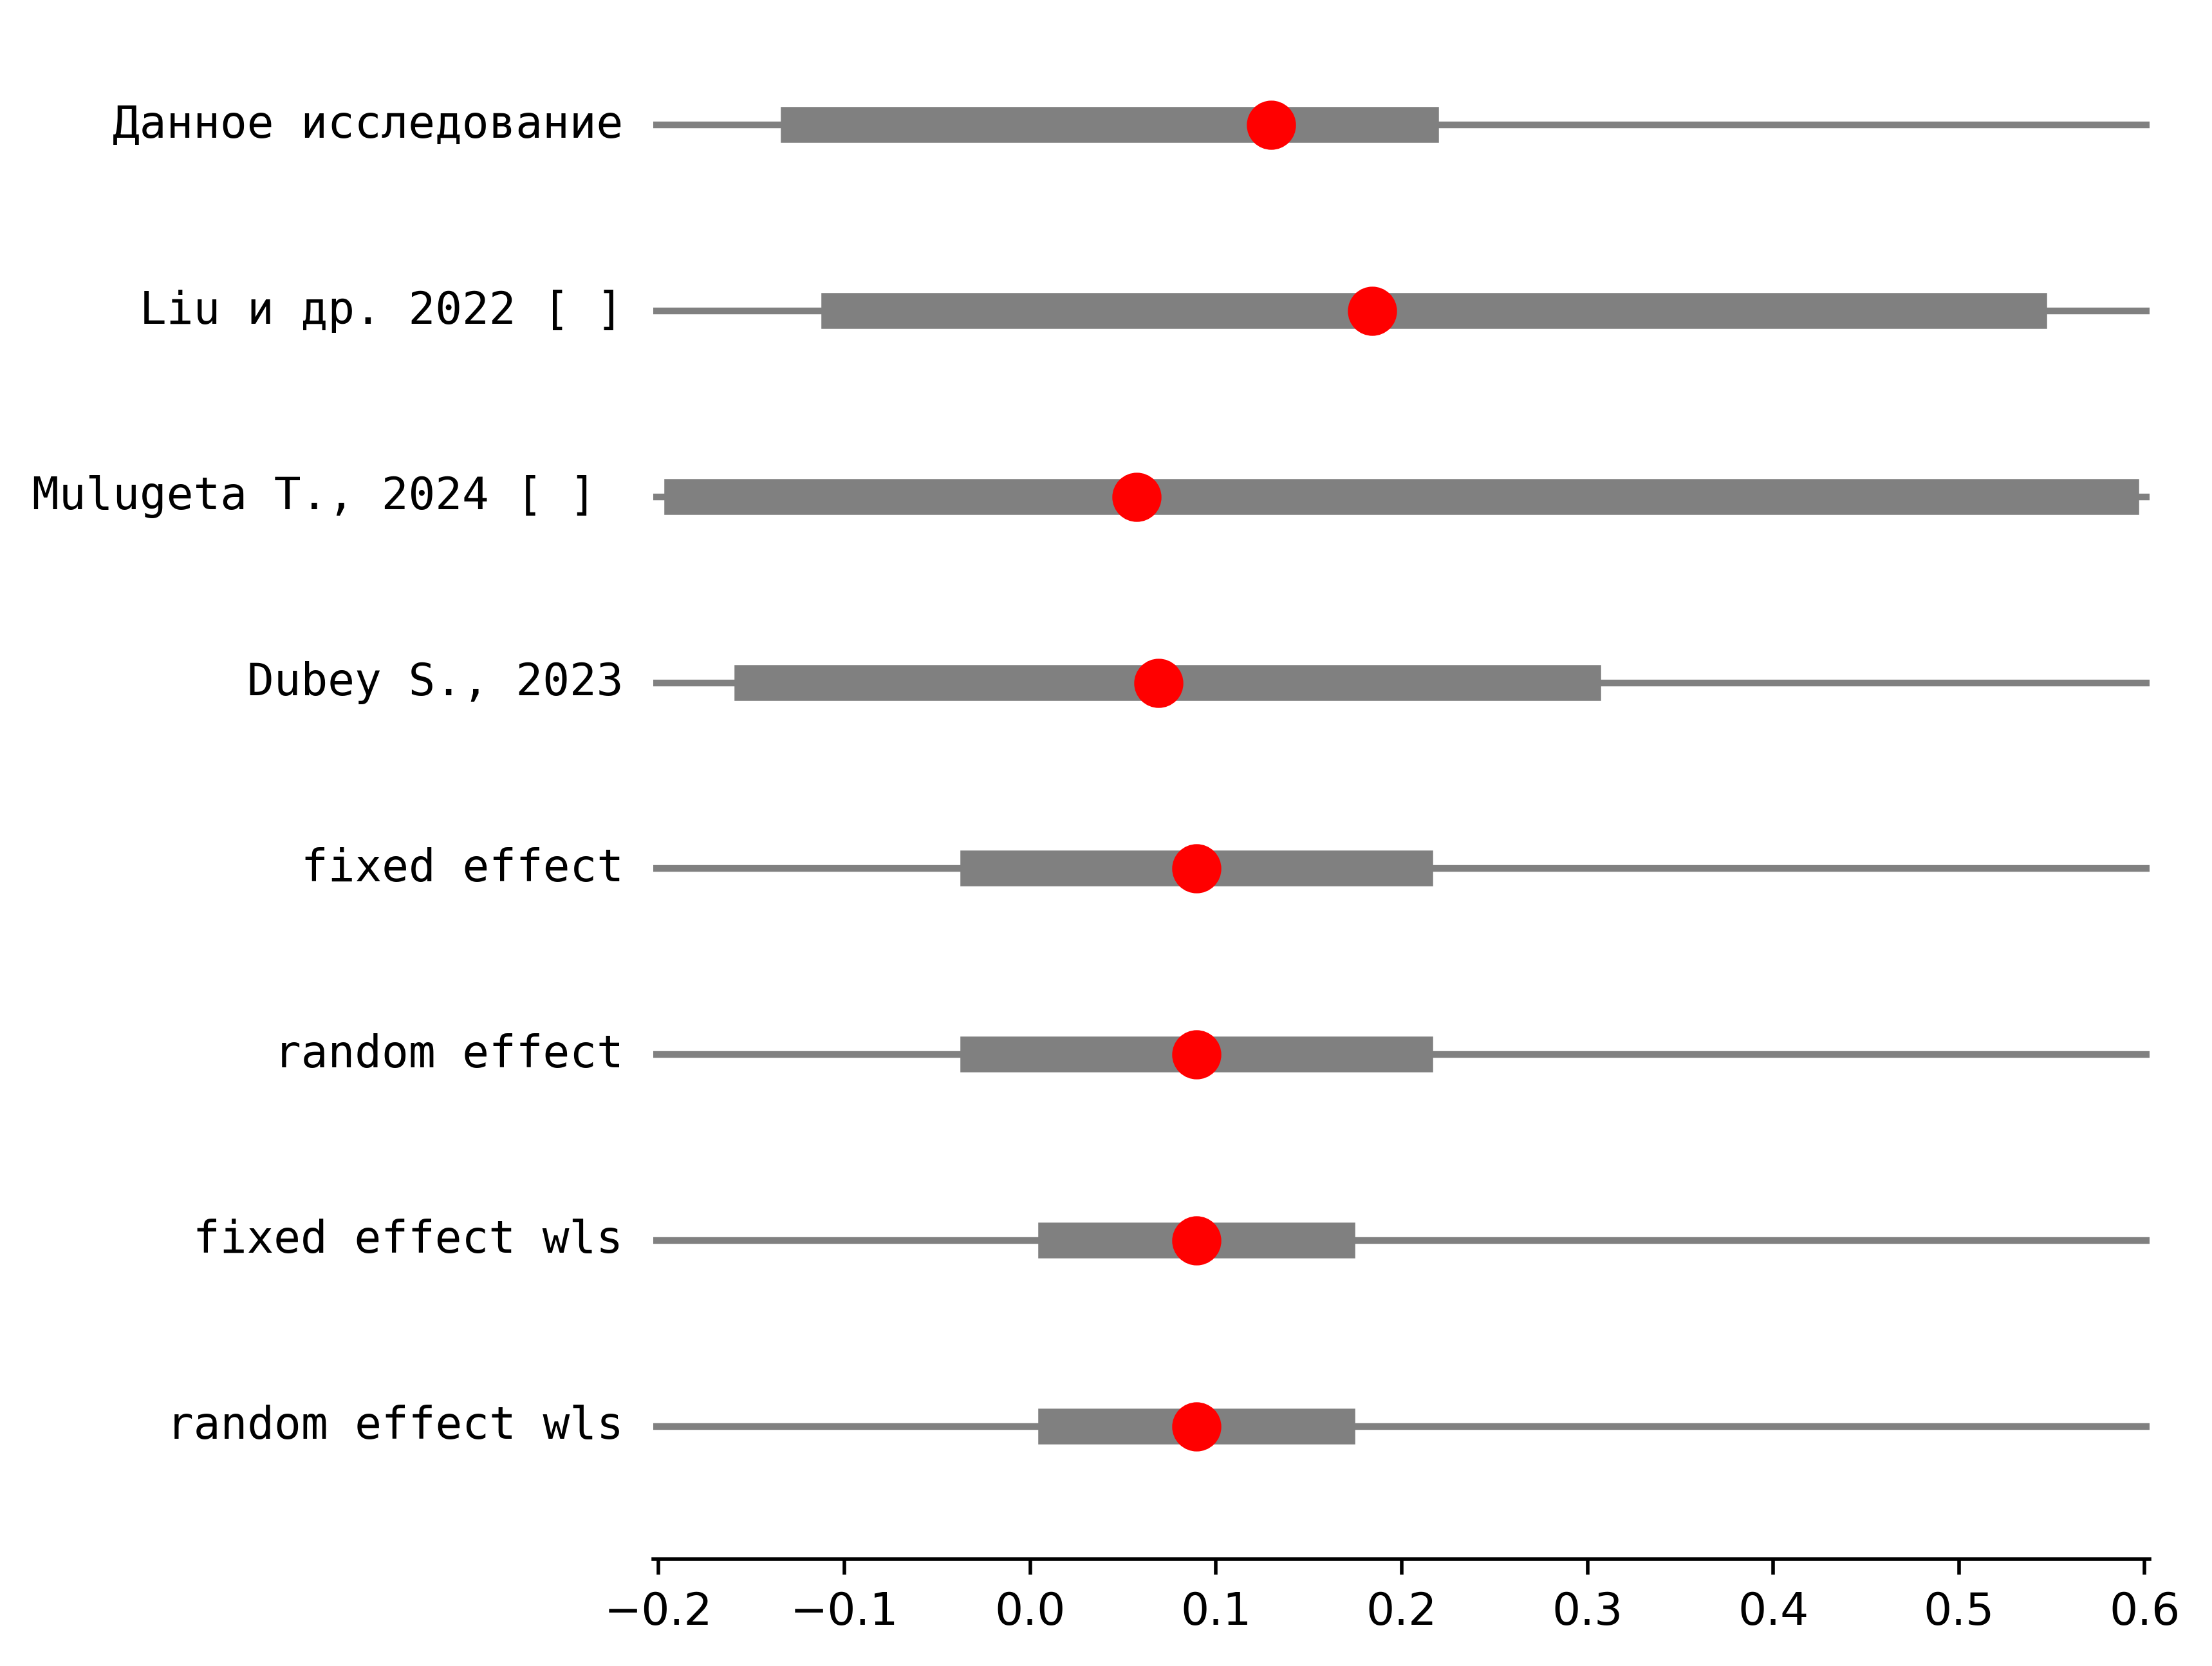 Данное исследование
Liu и др. 2022 [ ]
Mulugeta T., 2024 [ ]
Dubey S., 2023
fixed effect
random effect
fixed effect wls
random effect wls
−0.2 −0.1 0.0 0.1 0.2 0.3 0.4 0.5 0.6